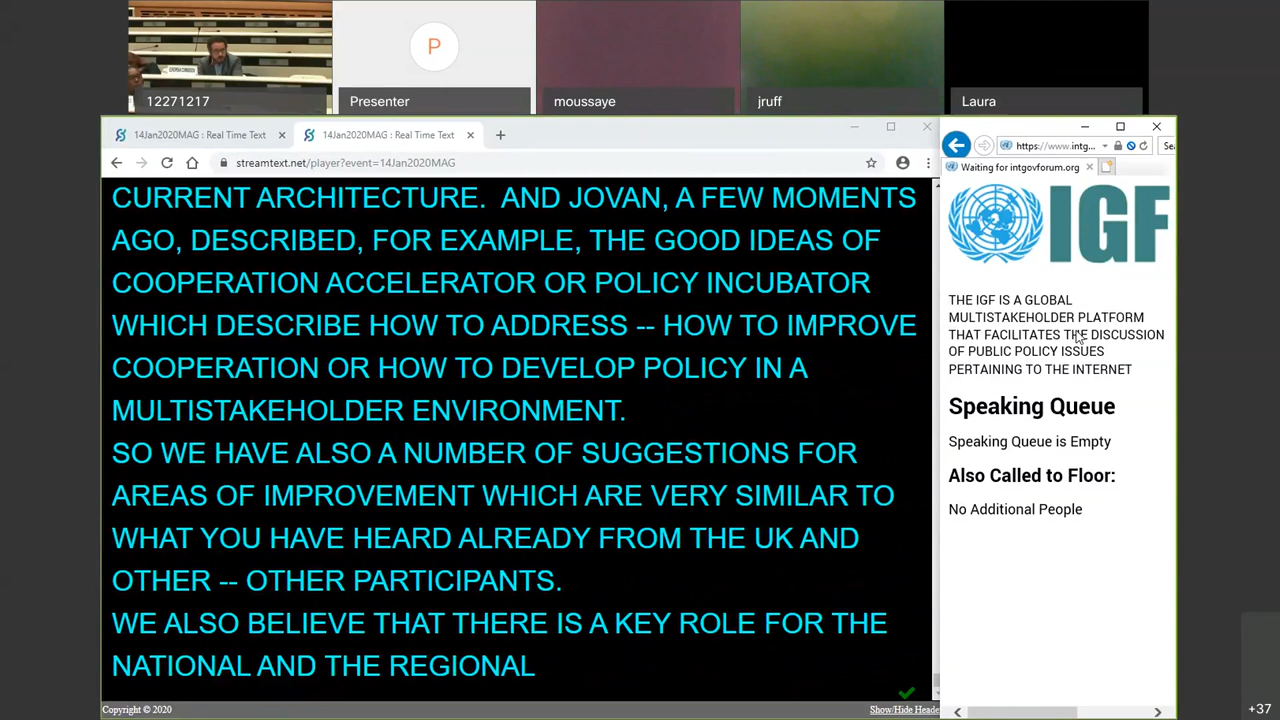 P
12271217
Presenter
moussaye
jruff
Laura
14Jan2020MAG : Real Time Text
14Jan2020MAG : Real Time Text
streamtext.net/player?event=14Jan2020MAG
CURRENT ARCHITECTURE. AND JOVAN, A FEW MOMENTS
AGO, DESCRIBED, FOR EXAMPLE, THE GOOD IDEAS OF
COOPERATION ACCELERATOR OR POLICY INCUBATOR
WHICH DESCRIBE HOW TO ADDRESS -- HOW TO IMPROVE
COOPERATION OR HOW TO DEVELOP POLICY IN A
MULTISTAKEHOLDER ENVIRONMENT.
SO WE HAVE ALSO A NUMBER OF SUGGESTIONS FOR
AREAS OF IMPROVEMENT WHICH ARE VERY SIMILAR TO
WHAT YOU HAVE HEARD ALREADY FROM THE UK AND
OTHER -- OTHER PARTICIPANTS.
WE ALSO BELIEVE THAT THERE IS A KEY ROLE FOR THE
NATIONAL AND THE REGIONAL
Copyright © 2020
Show/Hide Heade
https://www.intg...
Sea
Waiting for intgovforum.org
IGF
THE IGF IS A GLOBAL
MULTISTAKEHOLDER PLATFORM
THAT FACILITATES THE DISCUSSION
OF PUBLIC POLICY ISSUES
PERTAINING TO THE INTERNET
Speaking Queue
Speaking Queue is Empty
Also Called to Floor:
No Additional People
+37